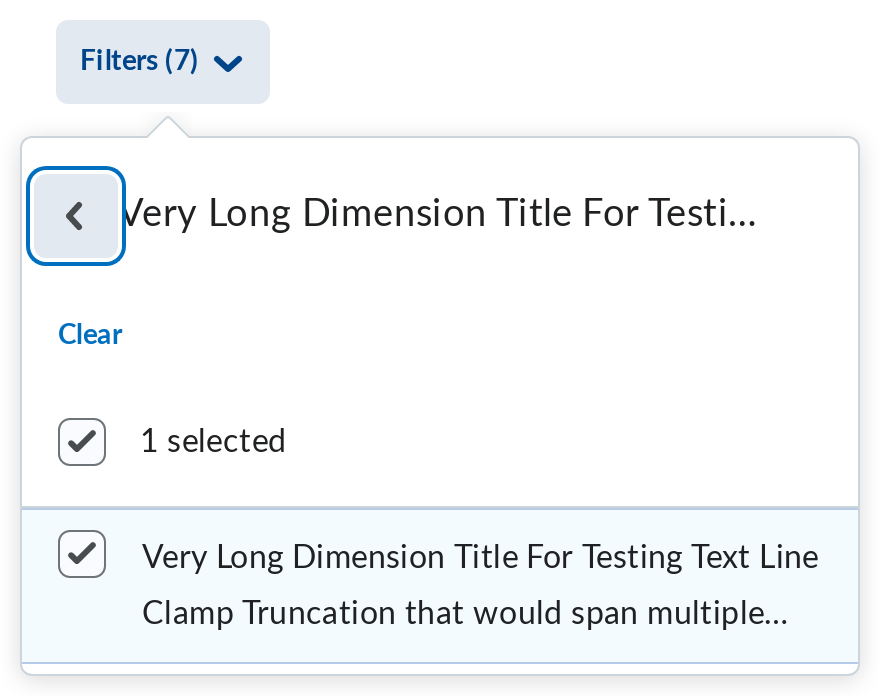 Filters (7)
Very Long Dimension Title For Testi...
Clear
1 selected
Very Long Dimension Title For Testing Text Line
Clamp Truncation that would span multiple...